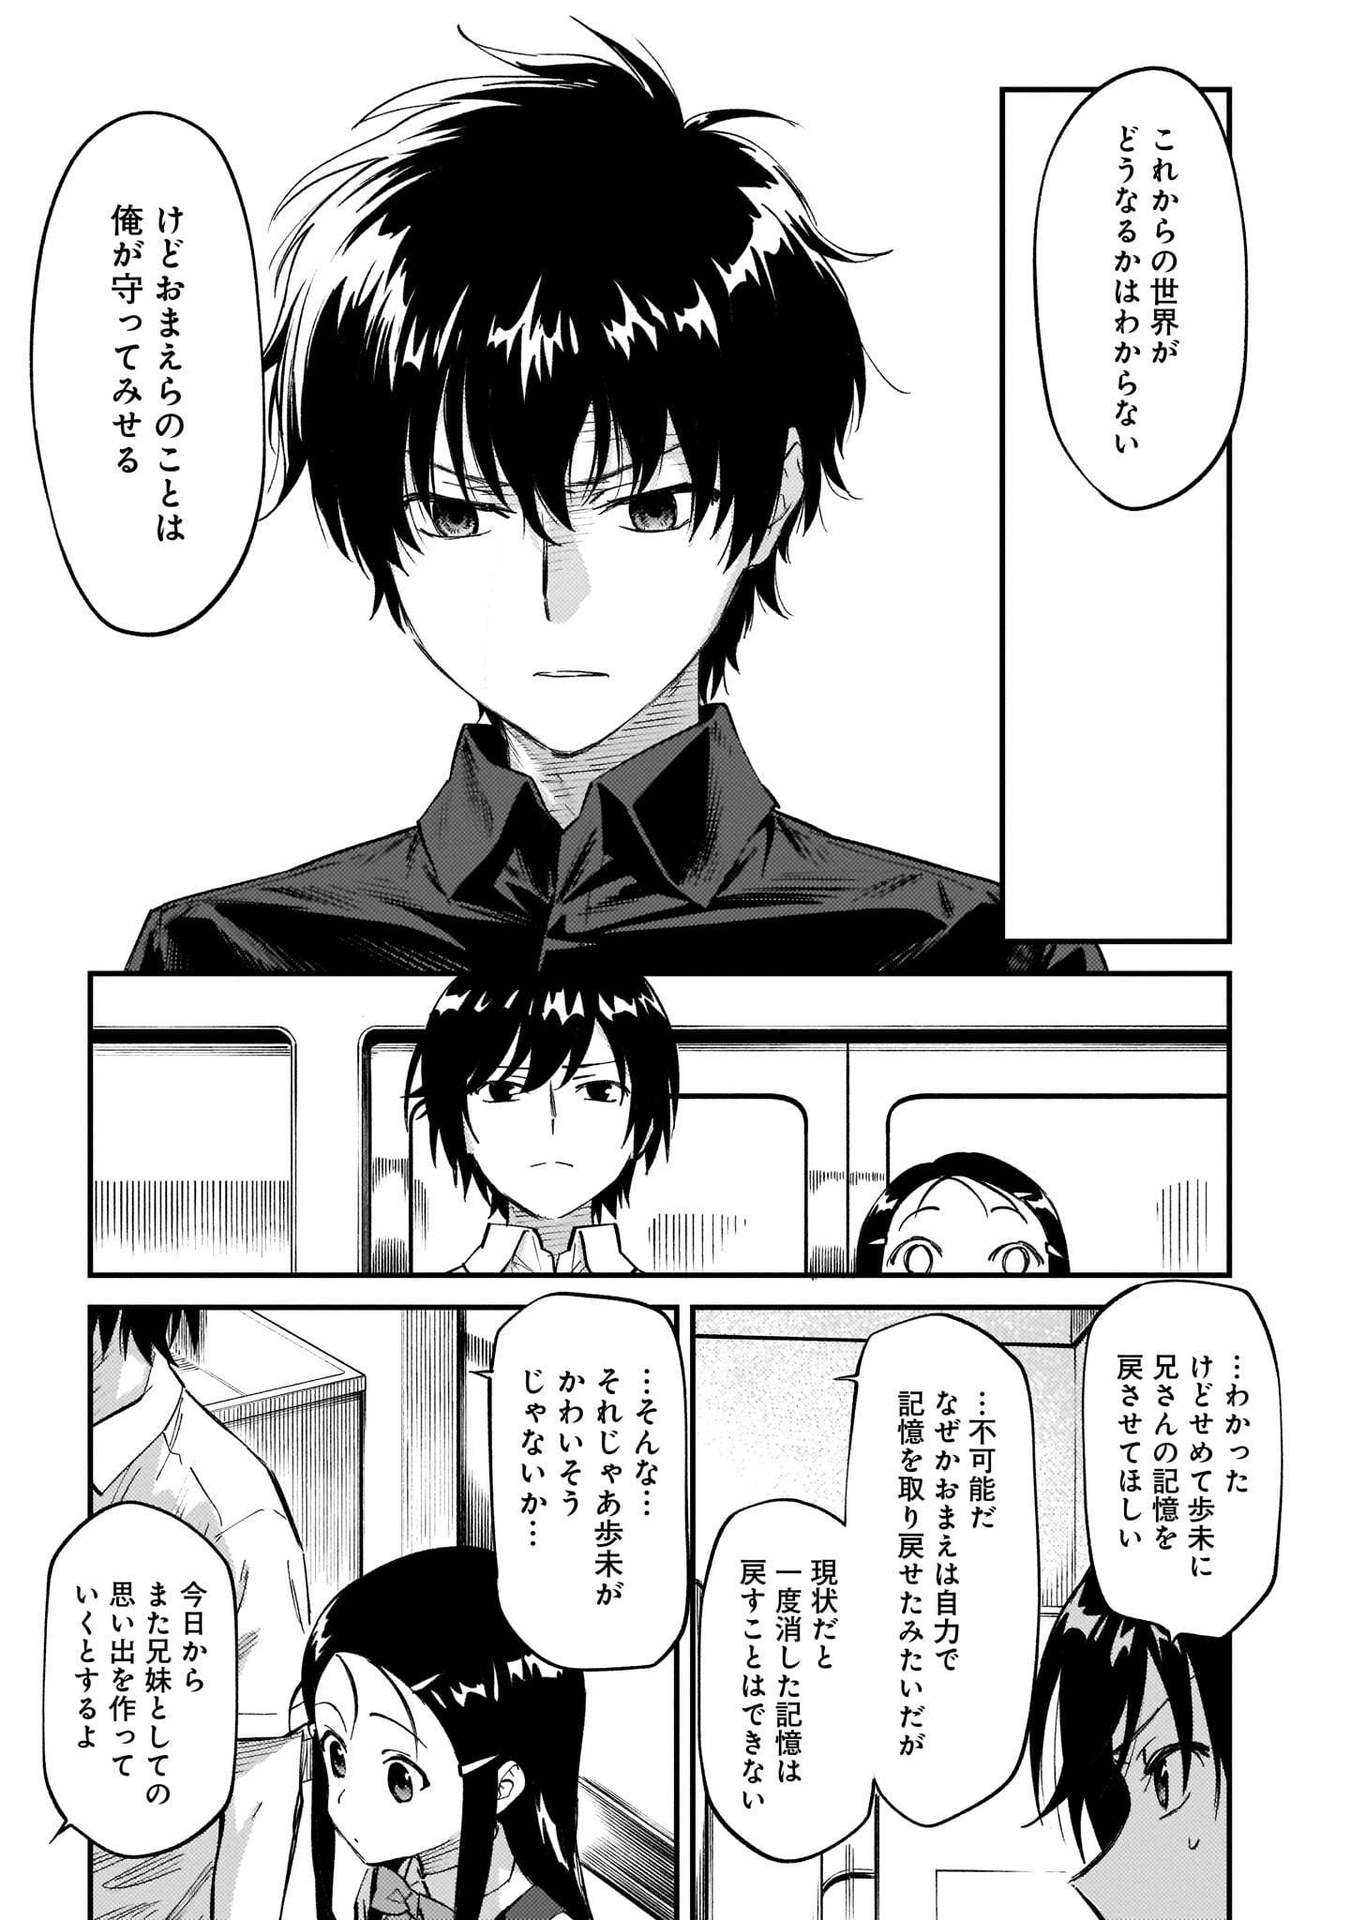 これからの世界が
どうなるかはわからない
けどおまえらのことは
俺が守ってみせる
…わかった
けどせめて歩未に
兄さんの記憶を
戻させてほしい
…不可能だ
なぜかおまえは自力で
記憶を取り戻せたみたいだが
現状だと
一度消した記憶は
戻すことはできない
…そんな…
それじゃあ歩未が
かわいそう
じゃないか…
今日から
また兄妹としての
思い出を作って
いくとするよ